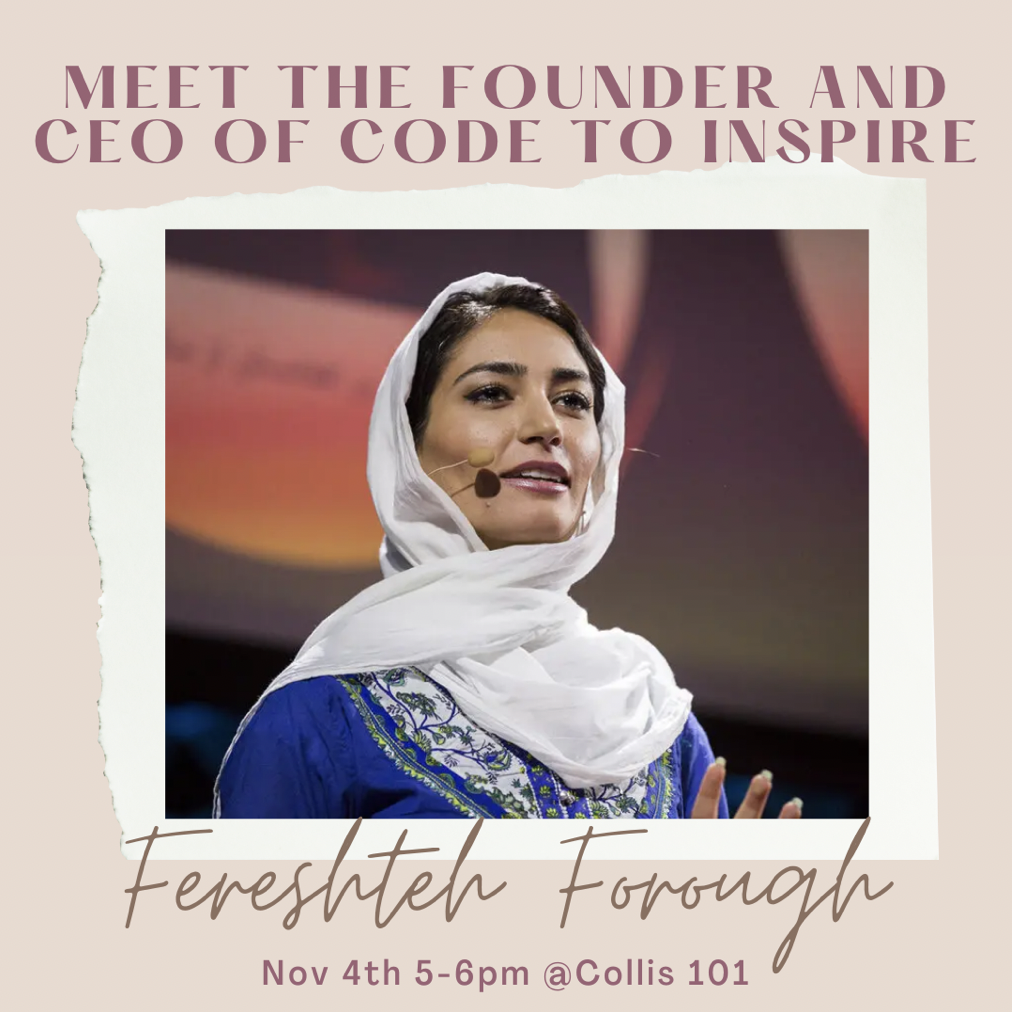 MEET THE FOUNDER AND
CEO OF CODE TO INSPIRE
Fereshteh Forough
Nov 4th 5-6pm @Collis 101